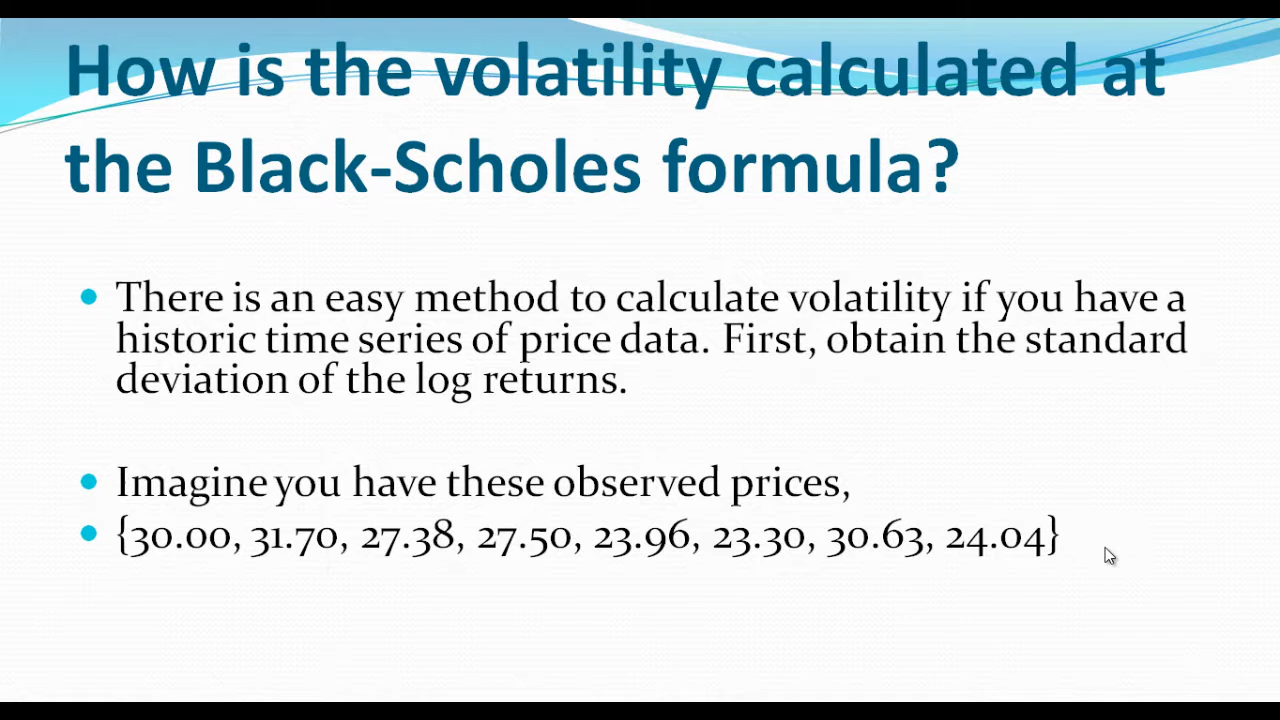 How is the volatility calculated at
the Black-Scholes formula?
• There is an easy method to calculate volatility if you have a
historic time series of price data. First, obtain the standard
deviation of the log returns.
• Imagine you have these observed prices,
• {30.00, 31.70, 27.38, 27.50, 23.96, 23.30, 30.63, 24.04}